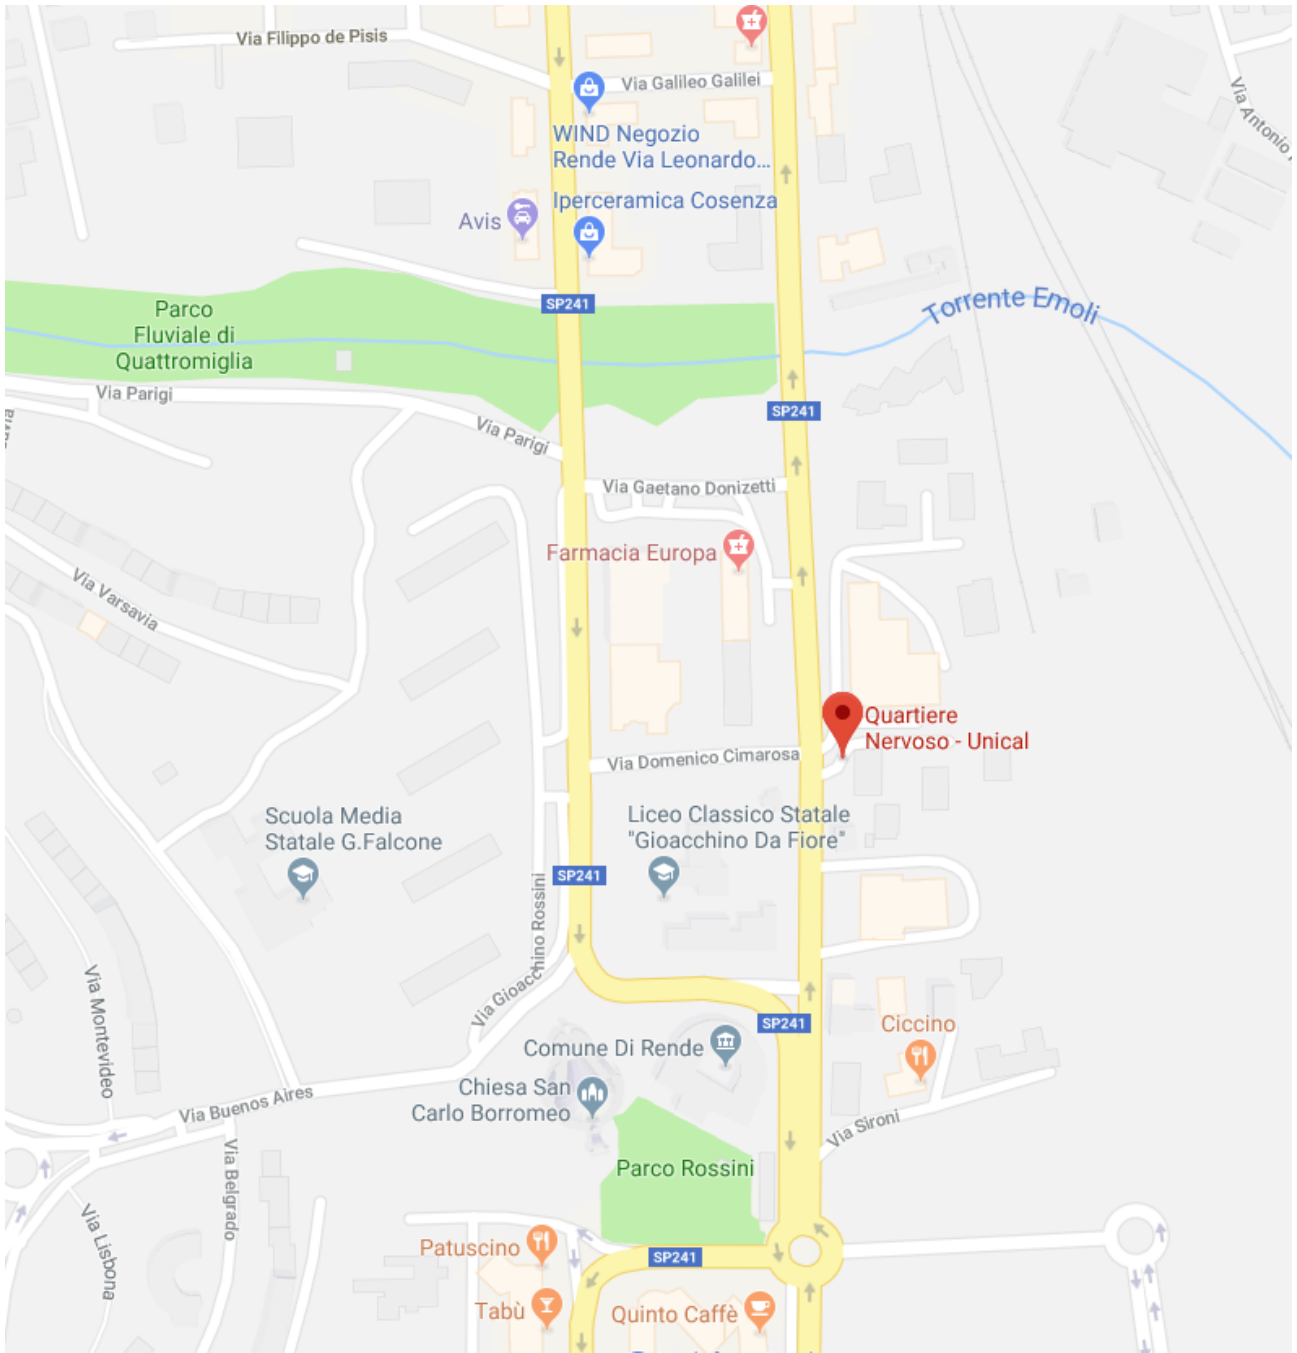 Via Filippo de Pisis
Via Galileo Galilei
Via Antonio
WIND Negozio
Rende Via Leonardo...
Iperceramica Cosenza
Avis
SP241
Torrente Emoli
Parco
Fluviale di
Quattromiglia
Via Parigi
SP241
Via Parigi
Via Gaetano Donizetti
Farmacia Europa
Via Varsavia
Quartiere
Nervoso - Unical
Via Domenico Cimarosa
Scuola Media
Statale G.Falcone
Liceo Classico Statale
"Gioacchino Da Fiore"
SP241
Via Gioacchino Rossini
Via Montevideo
SP241
Ciccino
Comune Di Rende
Chiesa San
Carlo Borromeo
Via Buenos Aires
Via Sironi
Via Belgrado
Parco Rossini
Via Lisbona
Patuscino
SP241
Tabù
Quinto Caffè